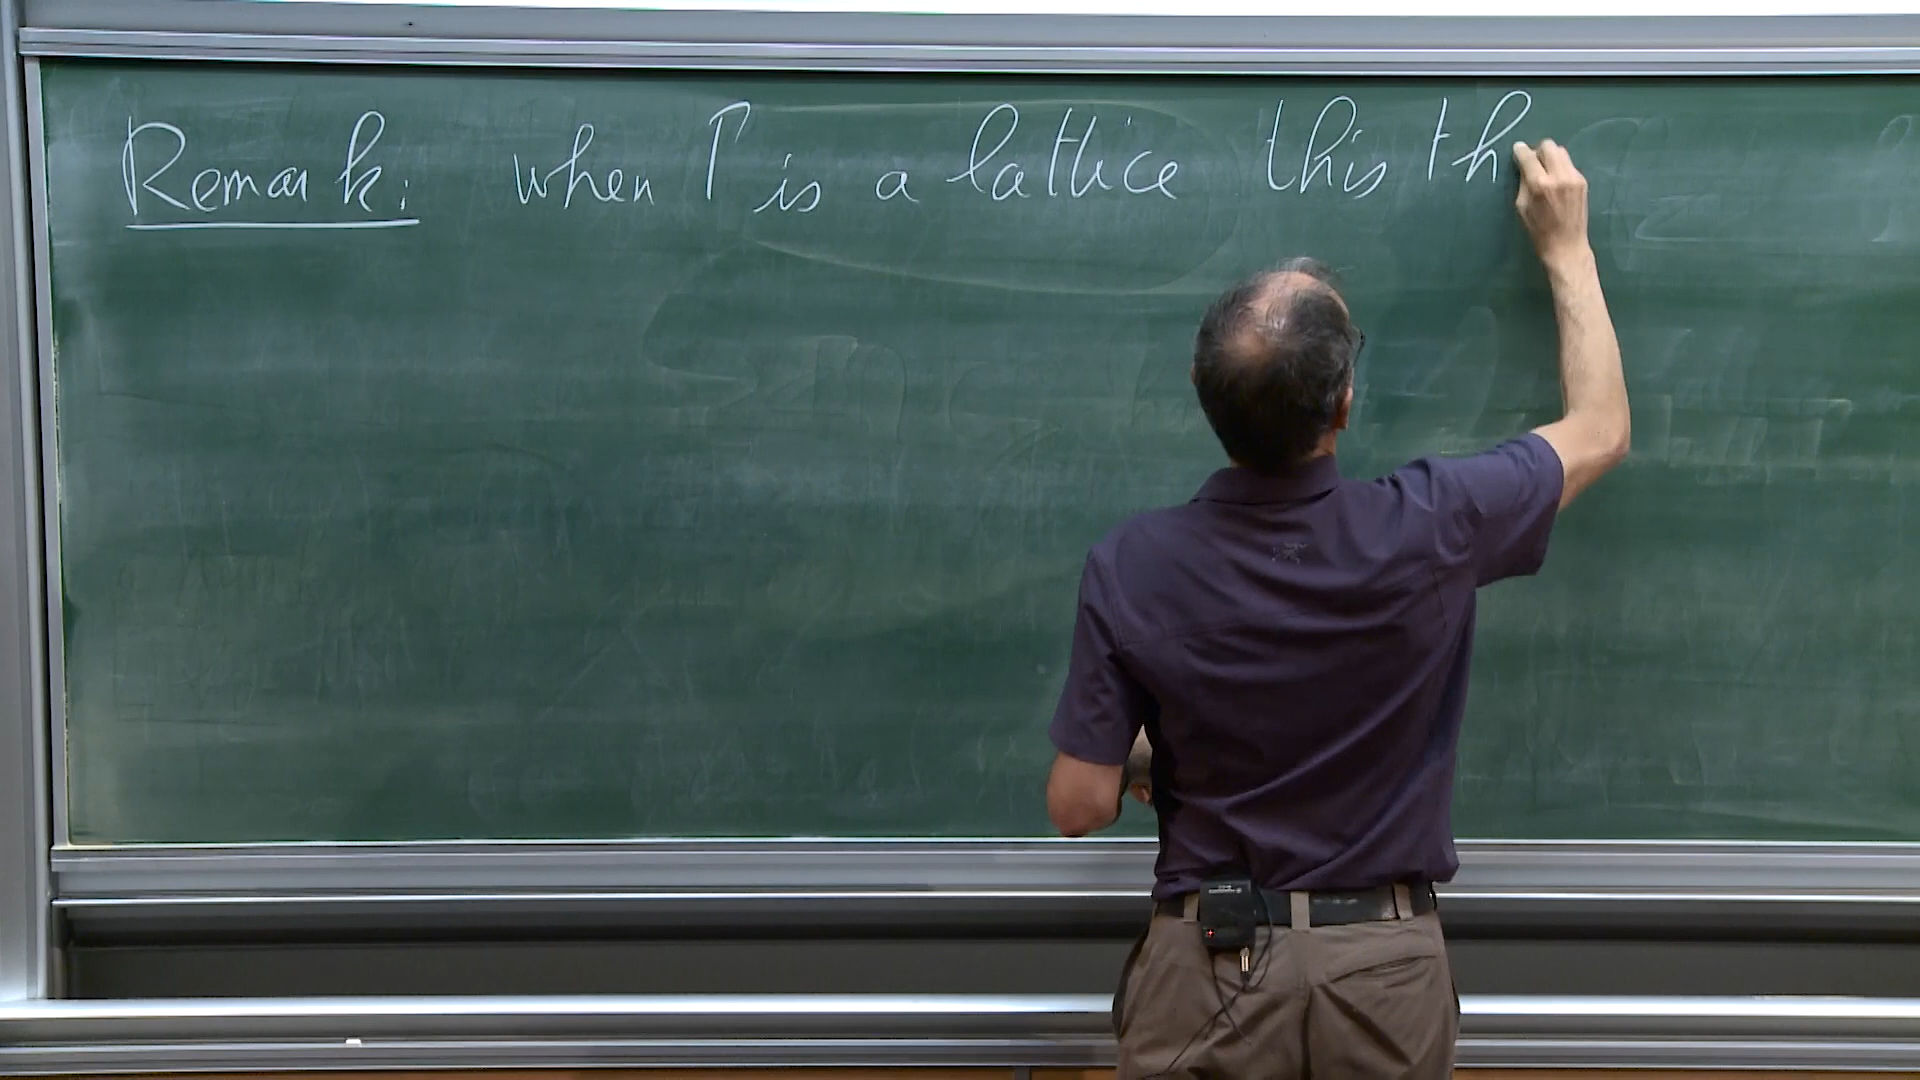 Remark: when Γ is a lattice this th